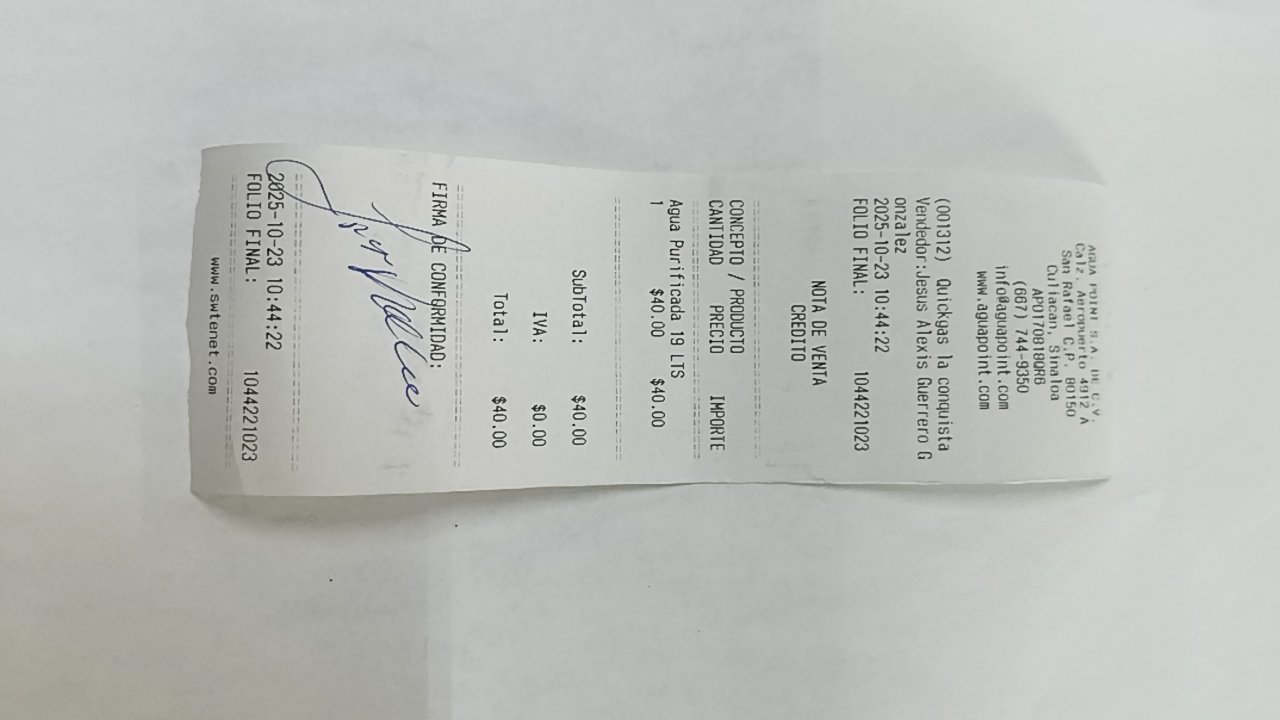 AGUA POINT S.A. DE C.V.
Calz. Aeropuerto 4912 A
San Rafael C.P. 80150
Culiacan, Sinaloa
APO170818QR6
(667) 744-9350
info@aguapoint.com
www.aguapoint.com
(001312) Quickgas la conquista
Vendedor:Jesus Alexis Guerrero G
onzalez
2025-10-23 10:44:22
FOLIO FINAL: 1044221023
NOTA DE VENTA
CREDITO
CONCEPTO / PRODUCTO
CANTIDAD PRECIO IMPORTE
Agua Purificada 19 LTS
1 $40.00 $40.00
SubTotal: $40.00
IVA: $0.00
Total: $40.00
FIRMA DE CONFORMIDAD:
2025-10-23 10:44:22
FOLIO FINAL: 1044221023
www.swtenet.com